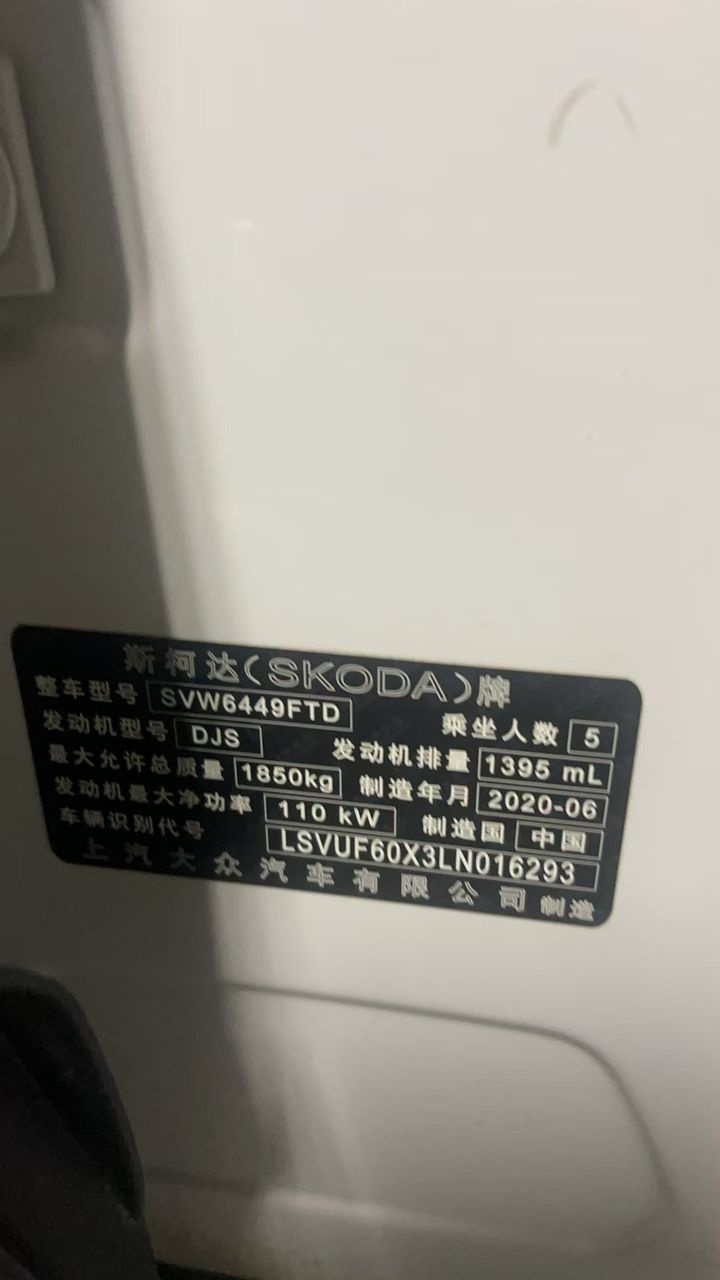 斯柯达(SKODA)牌
整车型号 SVW6449FTD 乘坐人数 5
发动机型号 DJS 发动机排量 1395 mL
最大允许总质量 1850kg 制造年月 2020-06
发动机最大净功率 110 kW 制造国 中国
车辆识别代号 LSVUF60X3LN016293
上汽大众汽车有限公司 制造